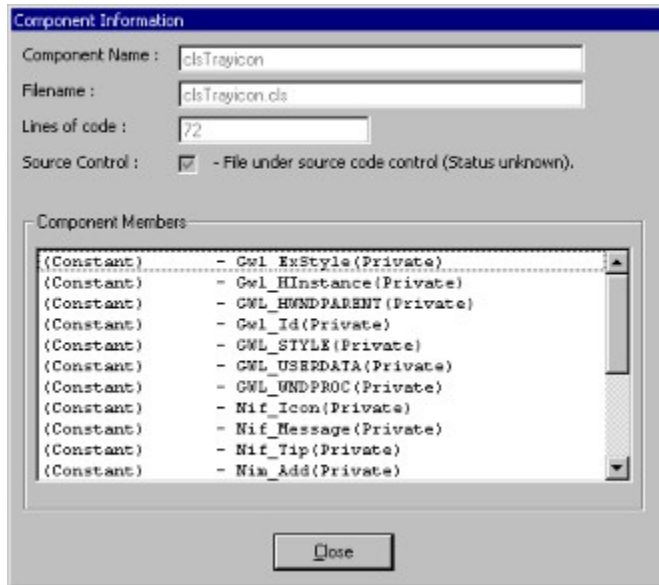 Component Information
Component Name : clsTrayicon
Filename : clsTrayicon.cls
Lines of code : 72
Source Control : - File under source code control (Status unknown).
Component Members
(Constant) - Gwl_ExStyle(Private)
(Constant) - Gwl_HInstance(Private)
(Constant) - GWL_HWNDPARENT(Private)
(Constant) - Gwl_Id(Private)
(Constant) - GWL_STYLE(Private)
(Constant) - GWL_USERDATA(Private)
(Constant) - GWL_WNDPROC(Private)
(Constant) - Nif_Icon(Private)
(Constant) - Nif_Message(Private)
(Constant) - Nif_Tip(Private)
(Constant) - Nim_Add(Private)
Close